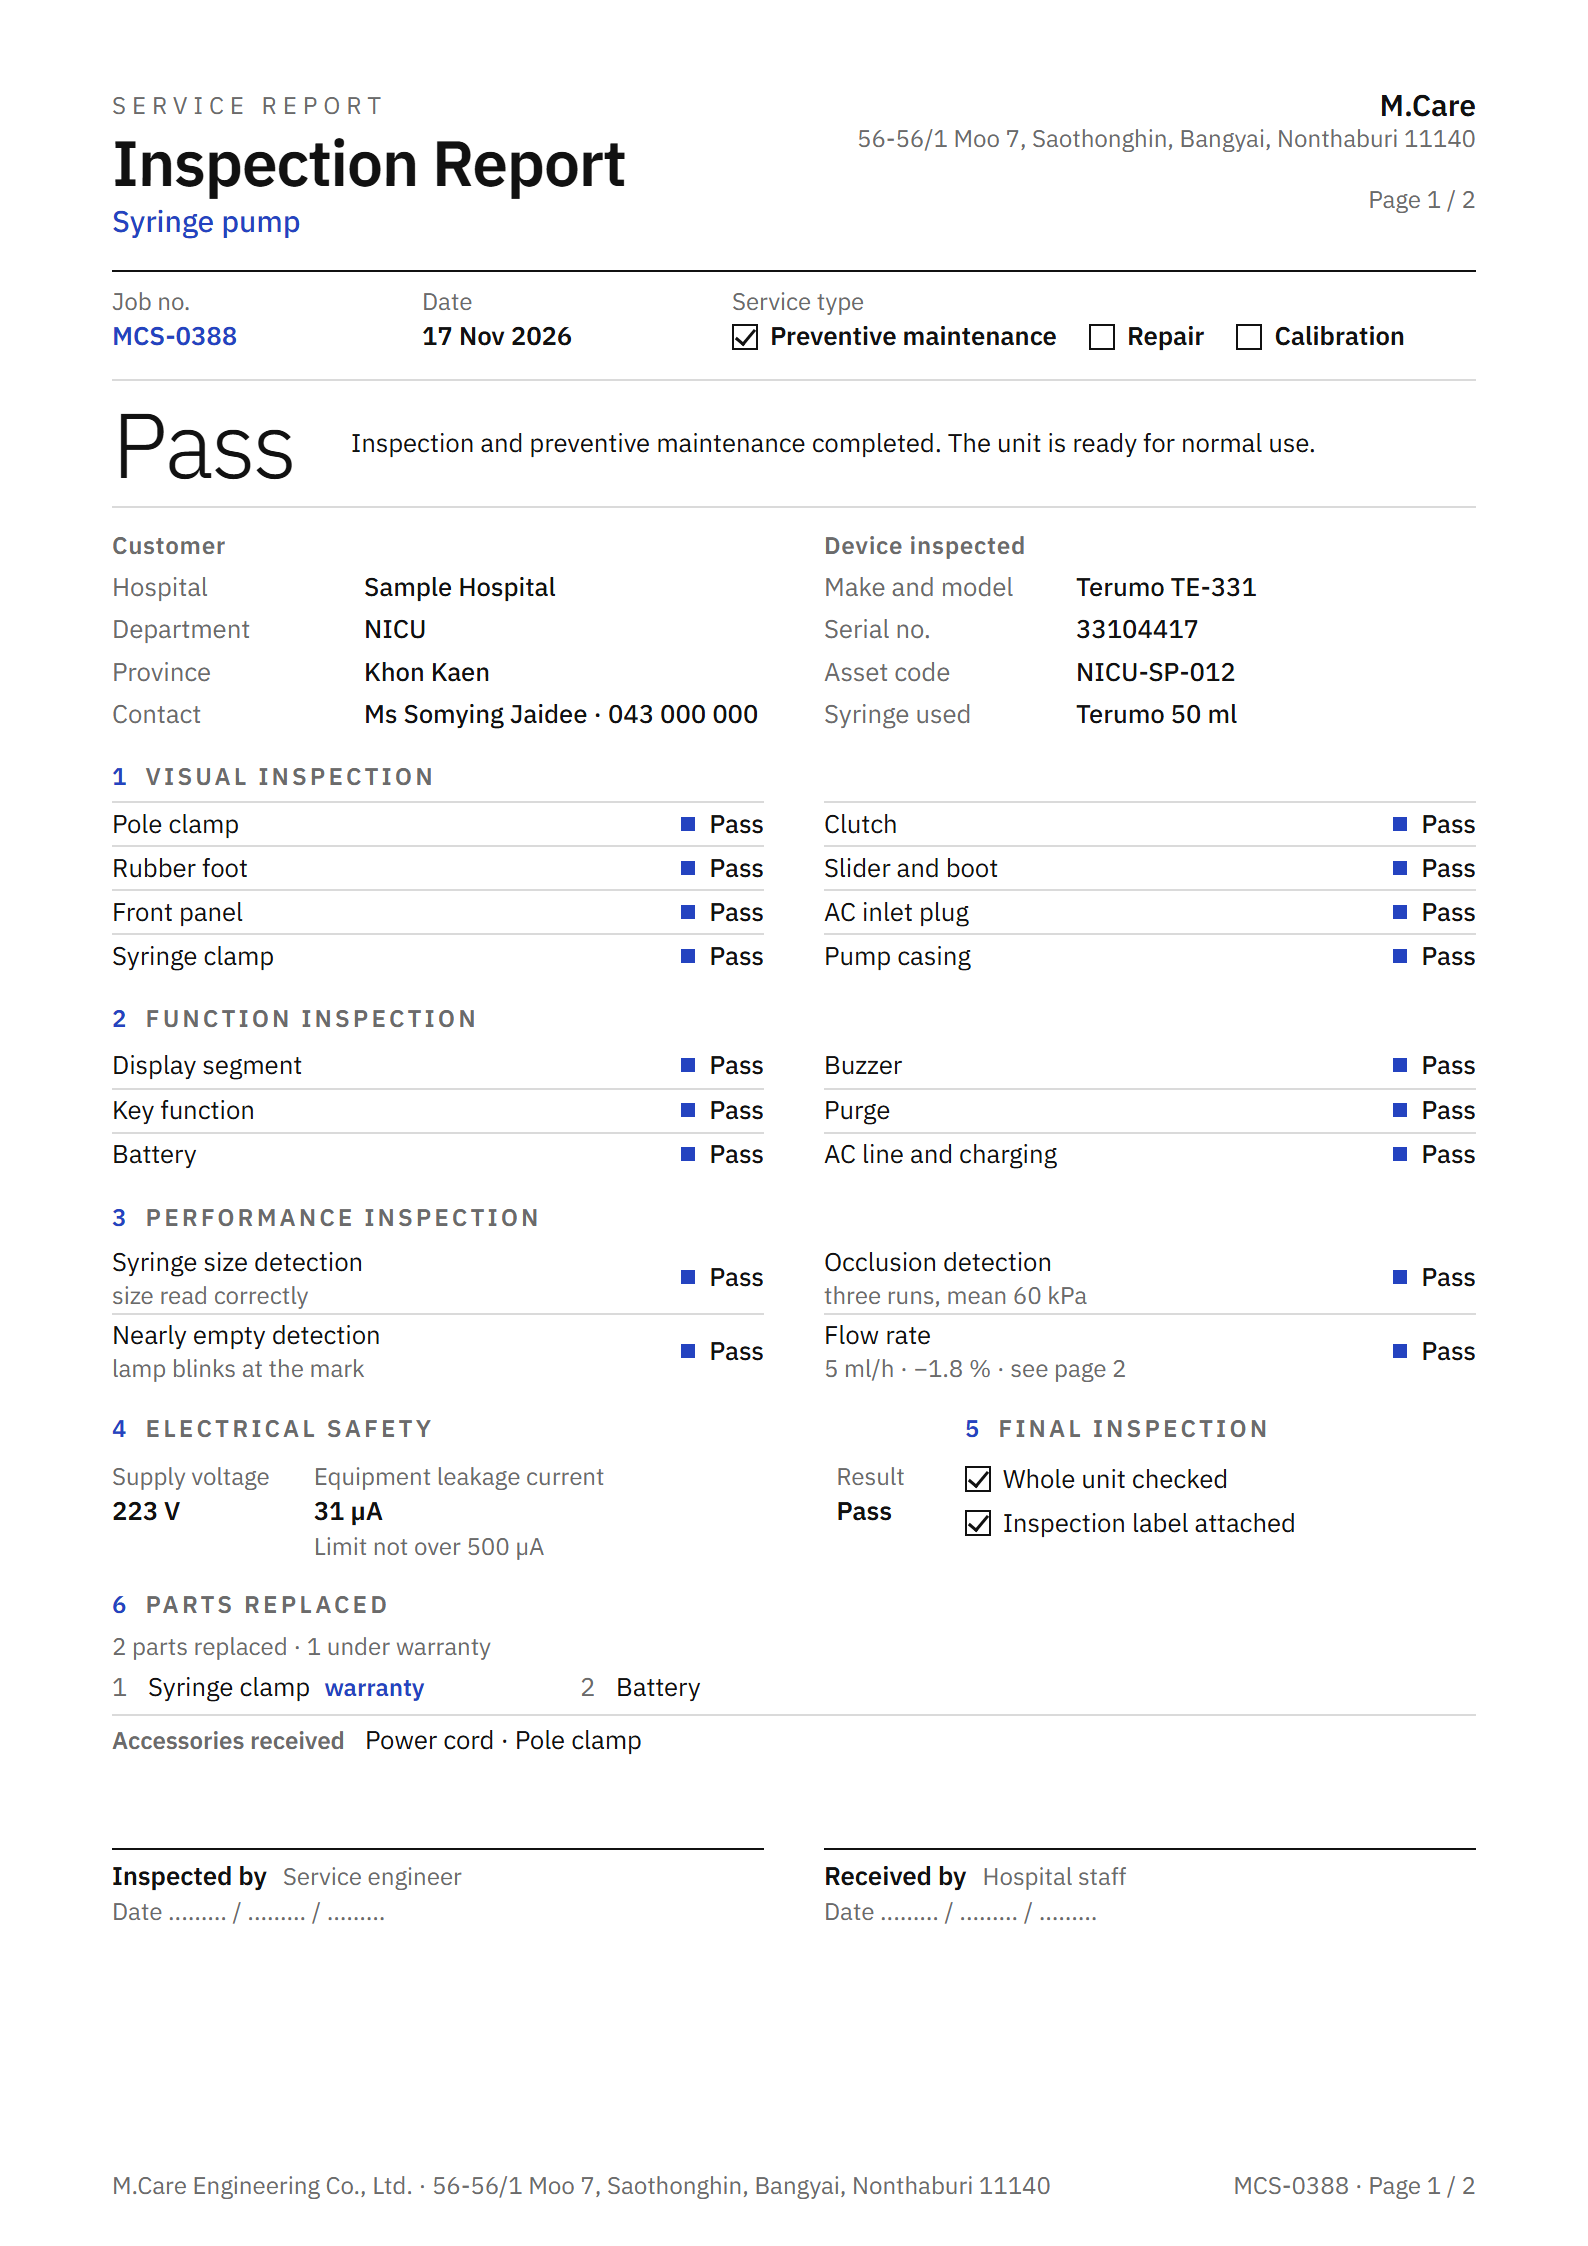 SERVICE REPORT
Inspection Report
Syringe pump
M.Care
56-56/1 Moo 7, Saothonghin, Bangyai, Nonthaburi 11140
Page 1 / 2
Job no.
MCS-0388
Date
17 Nov 2026
Service type
Preventive maintenance Repair Calibration
Pass
Inspection and preventive maintenance completed. The unit is ready for normal use.
Customer
Hospital Sample Hospital
Department NICU
Province Khon Kaen
Contact Ms Somying Jaidee · 043 000 000
Device inspected
Make and model Terumo TE-331
Serial no. 33104417
Asset code NICU-SP-012
Syringe used Terumo 50 ml
1 VISUAL INSPECTION
Pole clamp Pass
Rubber foot Pass
Front panel Pass
Syringe clamp Pass
Clutch Pass
Slider and boot Pass
AC inlet plug Pass
Pump casing Pass
2 FUNCTION INSPECTION
Display segment Pass
Key function Pass
Battery Pass
Buzzer Pass
Purge Pass
AC line and charging Pass
3 PERFORMANCE INSPECTION
Syringe size detection Pass
size read correctly
Nearly empty detection Pass
lamp blinks at the mark
Occlusion detection Pass
three runs, mean 60 kPa
Flow rate Pass
5 ml/h · −1.8 % · see page 2
4 ELECTRICAL SAFETY
Supply voltage
223 V
Equipment leakage current
31 µA
Limit not over 500 µA
Result
Pass
5 FINAL INSPECTION
Whole unit checked
Inspection label attached
6 PARTS REPLACED
2 parts replaced · 1 under warranty
1 Syringe clamp warranty 2 Battery
Accessories received Power cord · Pole clamp
Inspected by Service engineer
Date ......... / ......... / .........
Received by Hospital staff
Date ......... / ......... / .........
M.Care Engineering Co., Ltd. · 56-56/1 Moo 7, Saothonghin, Bangyai, Nonthaburi 11140
MCS-0388 · Page 1 / 2